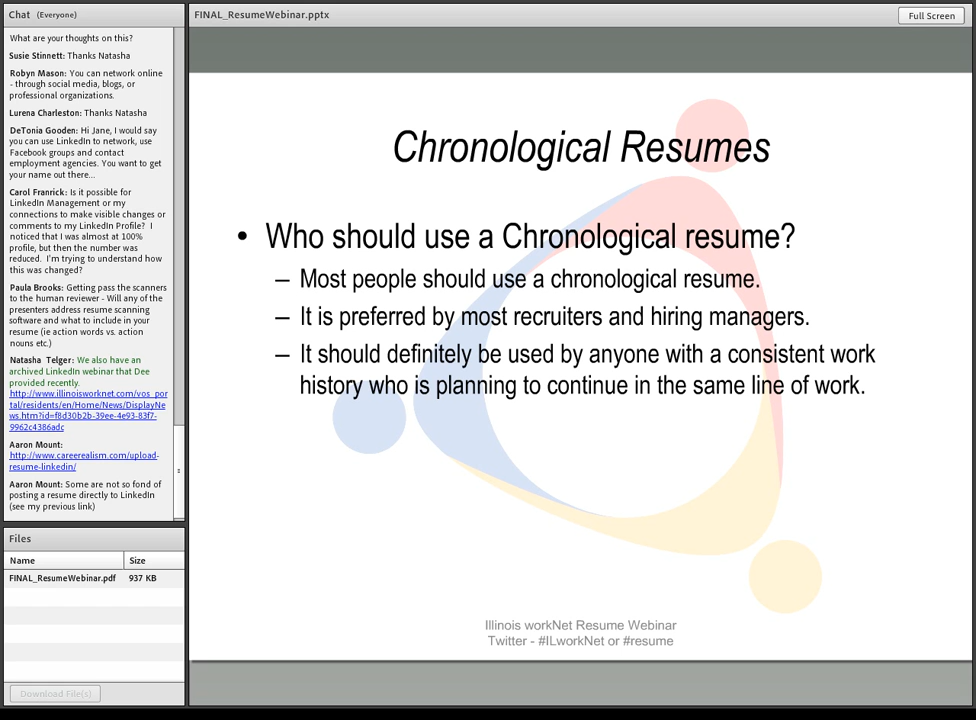 Chat (Everyone)
What are your thoughts on this?
Susie Stinnett: Thanks Natasha
Robyn Mason: You can network online
- through social media, blogs, or
professional organizations.
Lurena Charleston: Thanks Natasha
DeTonia Gooden: Hi Jane, I would say
you can use LinkedIn to network, use
Facebook groups and contact
employment agencies. You want to get
your name out there...
Carol Franrick: Is it possible for
LinkedIn Management or my
connections to make visible changes or
comments to my LinkedIn Profile? I
noticed that I was almost at 100%
profile, but then the number was
reduced. I'm trying to understand how
this was changed?
Paula Brooks: Getting pass the scanners
to the human reviewer - Will any of the
presenters address resume scanning
software and what to include in your
resume (ie action words vs. action
nouns etc.)
Natasha Telger: We also have an
archived LinkedIn webinar that Dee
provided recently.
http://www.illinoisworknet.com/vos_por
tal/residents/en/Home/News/DisplayNe
ws.htm?id=f8d30b2b-39ee-4e93-83f7-
9962c4386adc
Aaron Mount:
http://www.careerealism.com/upload-
resume-linkedin/
Aaron Mount: Some are not so fond of
posting a resume directly to LinkedIn
(see my previous link)
Files
Name Size
FINAL_ResumeWebinar.pdf 937 KB
Download File(s)
FINAL_ResumeWebinar.pptx
Full Screen
Chronological Resumes
• Who should use a Chronological resume?
– Most people should use a chronological resume.
– It is preferred by most recruiters and hiring managers.
– It should definitely be used by anyone with a consistent work
history who is planning to continue in the same line of work.
Illinois workNet Resume Webinar
Twitter - #ILworkNet or #resume